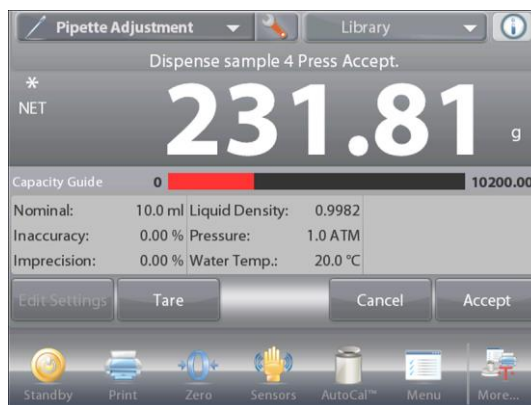 Pipette Adjustment Library
Dispense sample 4 Press Accept.
*
NET
231.81 g
Capacity Guide 0 10200.00
Nominal: 10.0 ml Liquid Density: 0.9982
Inaccuracy: 0.00 % Pressure: 1.0 ATM
Imprecision: 0.00 % Water Temp.: 20.0 °C
Edit Settings Tare Cancel Accept
Standby Print Zero Sensors AutoCal™ Menu More...